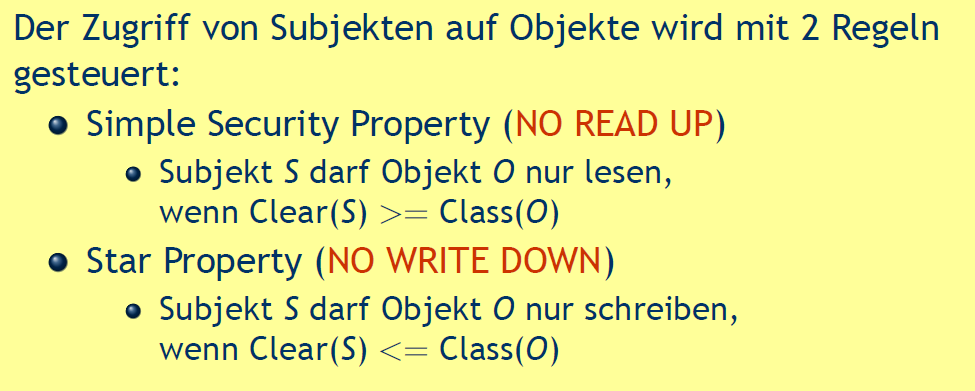 Der Zugriff von Subjekten auf Objekte wird mit 2 Regeln
gesteuert:
Simple Security Property (NO READ UP)
Subjekt S darf Objekt O nur lesen,
wenn Clear(S) >= Class(O)
Star Property (NO WRITE DOWN)
Subjekt S darf Objekt O nur schreiben,
wenn Clear(S) <= Class(O)